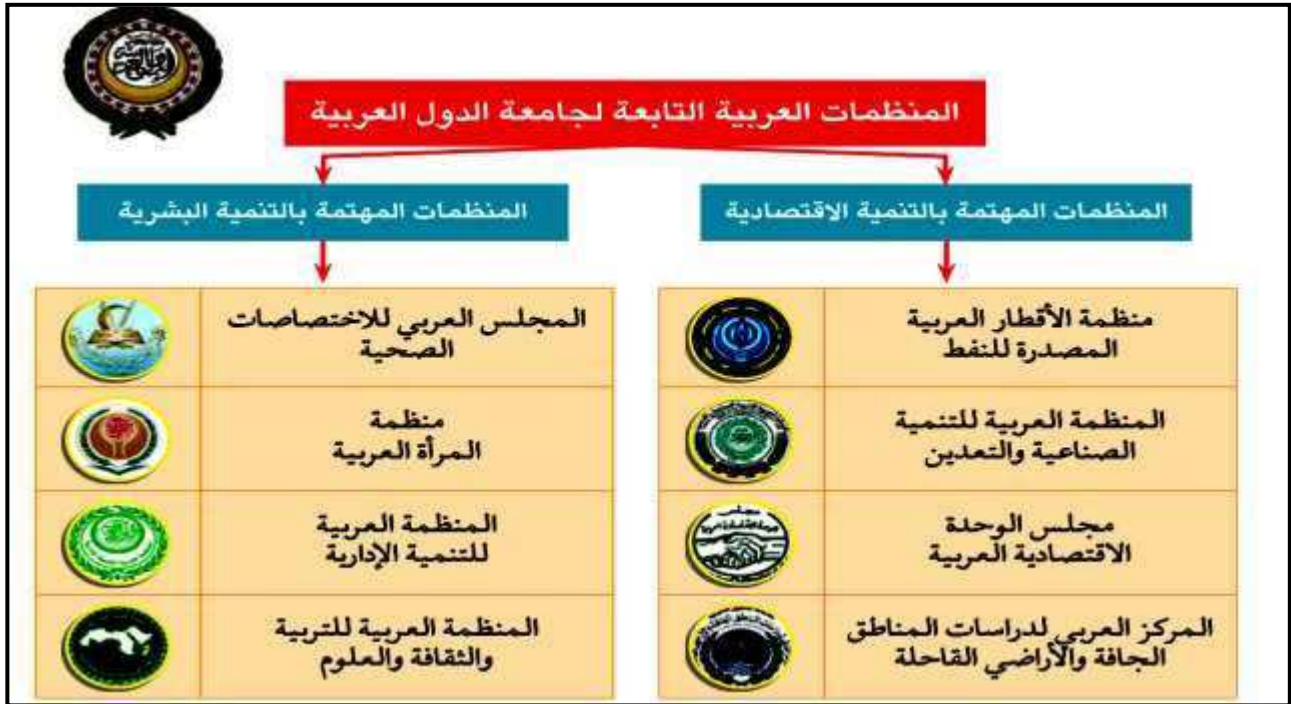 المنظمات العربية التابعة لجامعة الدول العربية
المنظمات المهتمة بالتنمية الاقتصادية
منظمة الأقطار العربية
المصدرة للنفط
المنظمة العربية للتنمية
الصناعية والتعدين
مجلس الوحدة
الاقتصادية العربية
المركز العربي لدراسات المناطق
الجافة والأراضي القاحلة
المنظمات المهتمة بالتنمية البشرية
المجلس العربي للاختصاصات
الصحية
منظمة
المرأة العربية
المنظمة العربية
للتنمية الإدارية
المنظمة العربية للتربية
والثقافة والعلوم